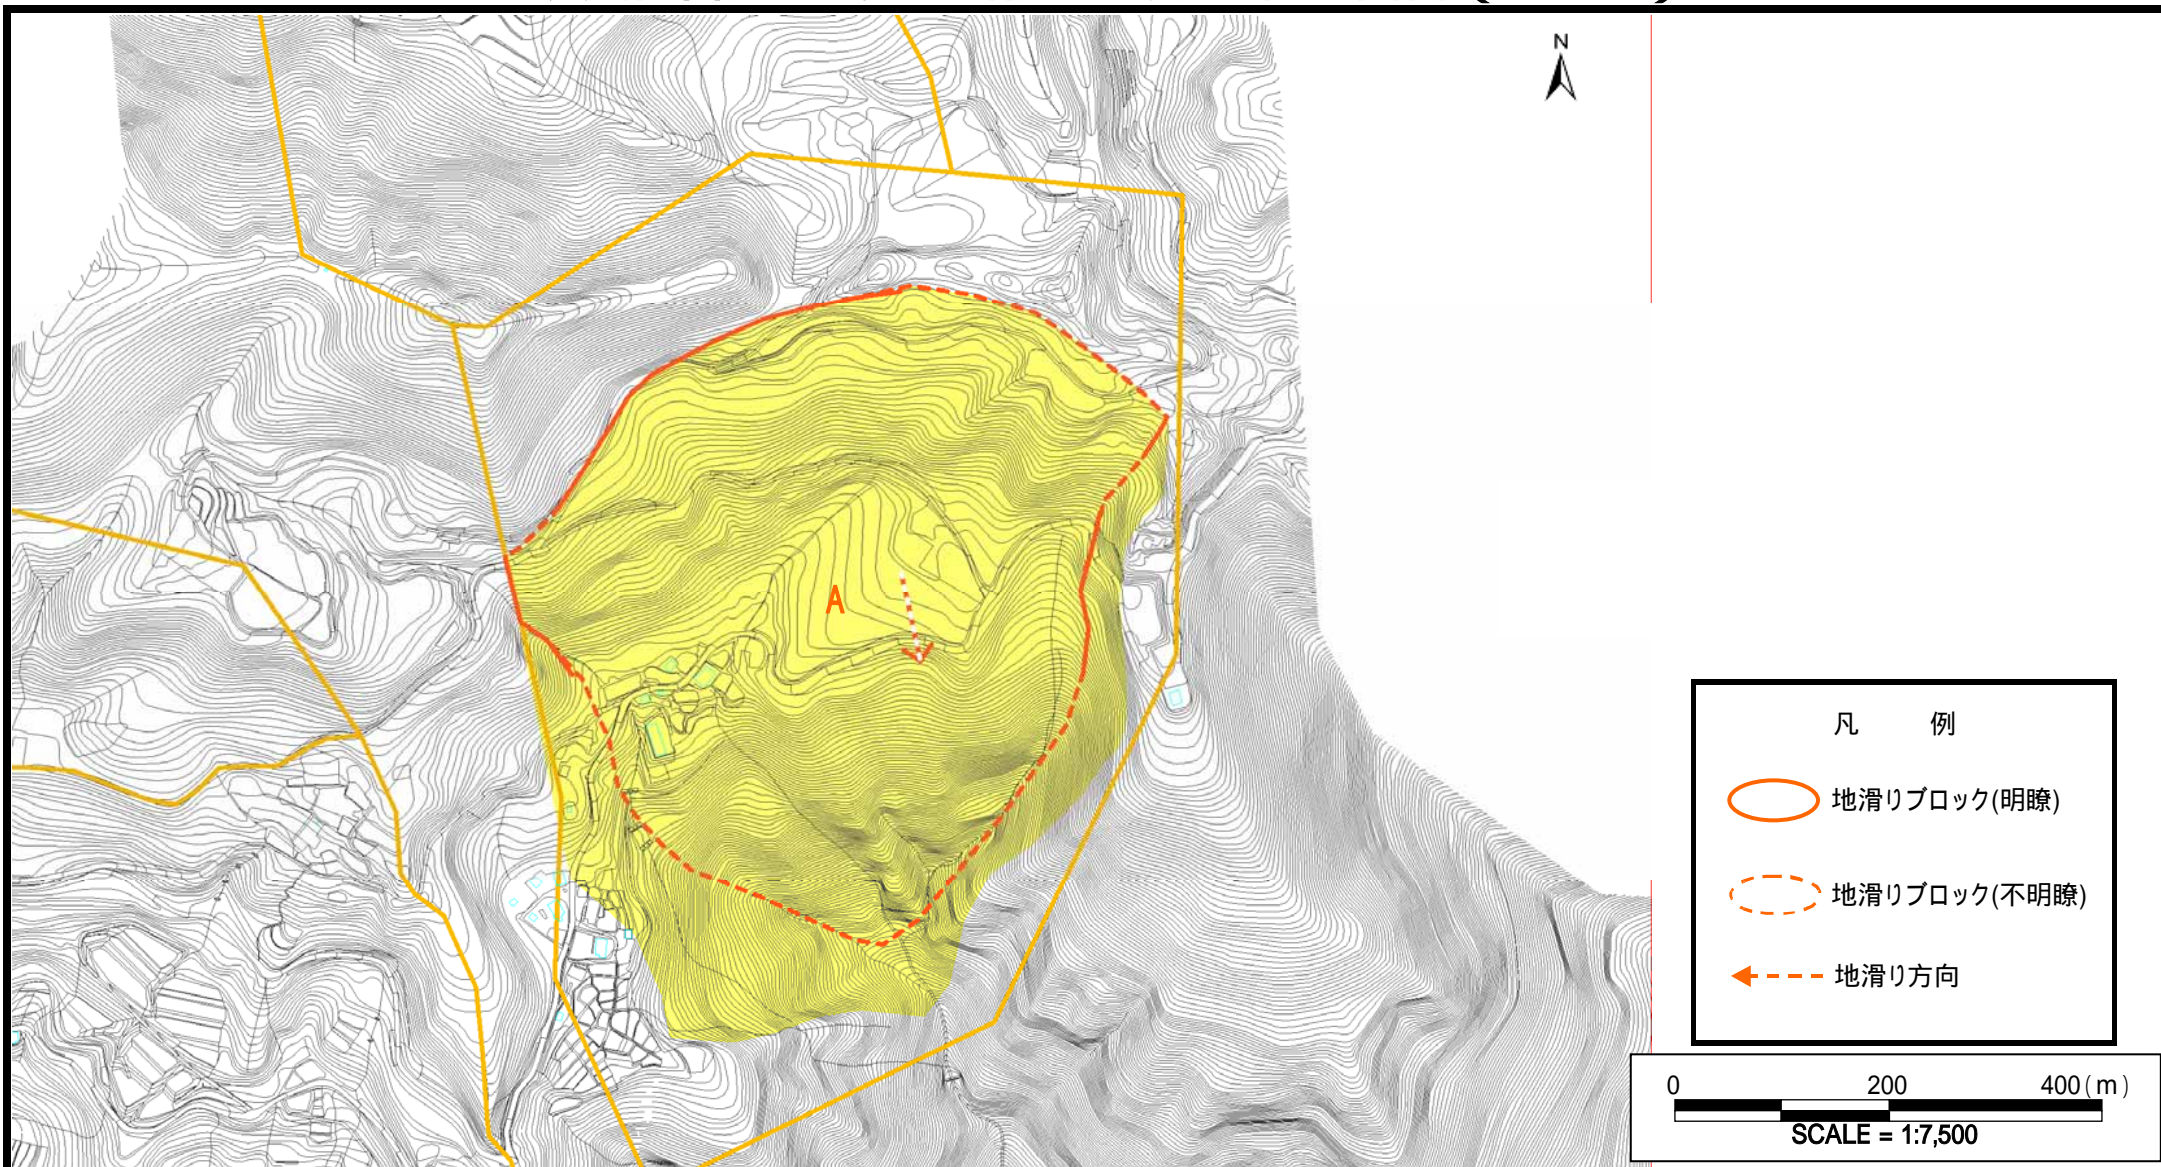 N
A
凡 例
地滑りブロック(明瞭)
地滑りブロック(不明瞭)
地滑り方向
0 200 400(m)
SCALE = 1:7,500